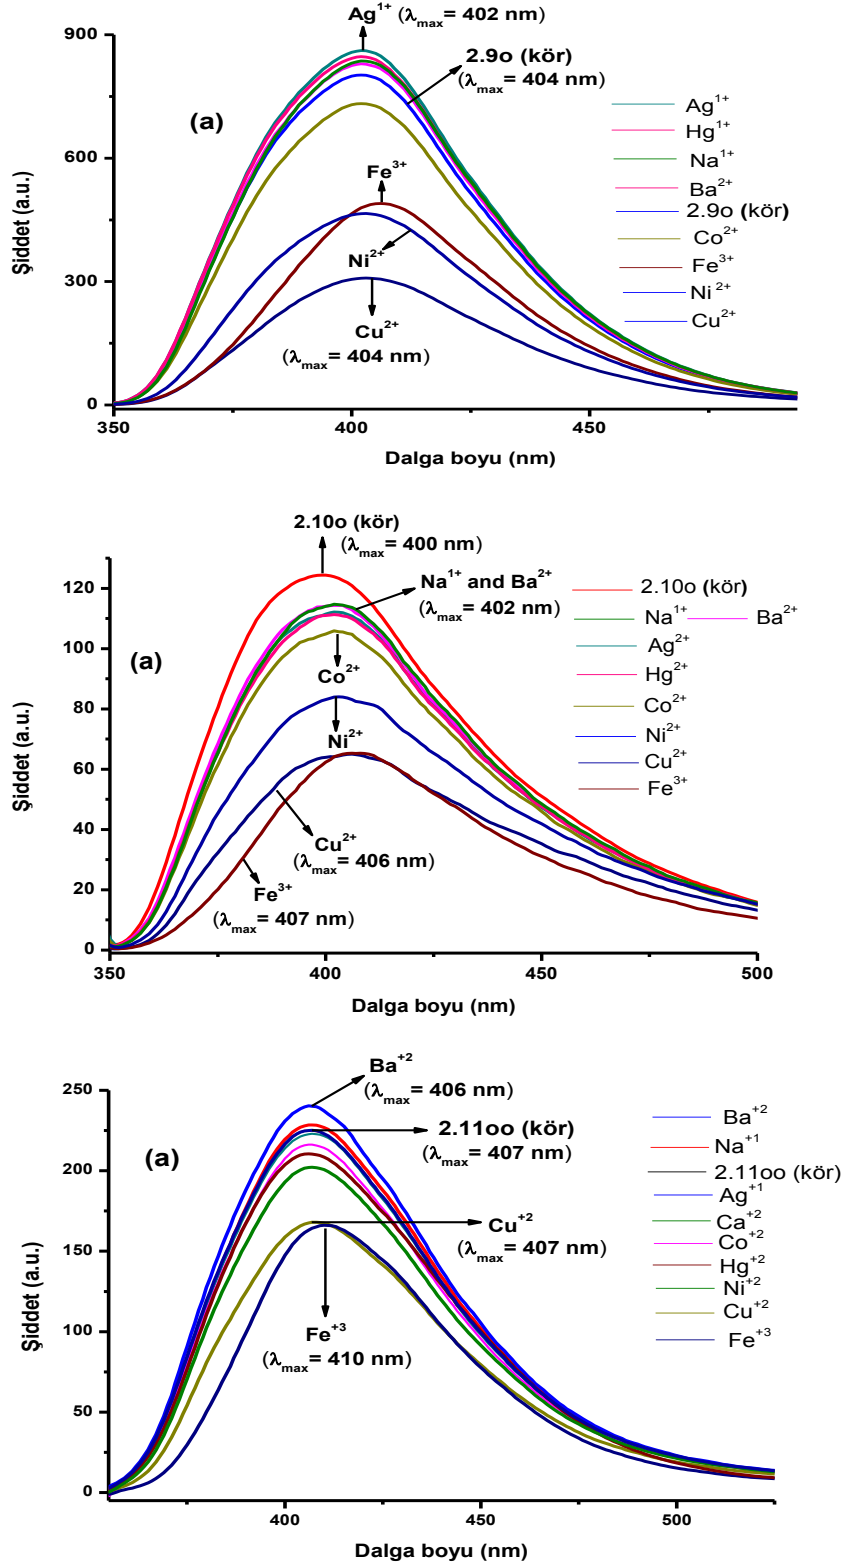 Ag1+ (λmax= 402 nm)
900
2.9o (kör)
(λmax= 404 nm)
(a)
Ag1+
Hg1+
Na1+
Ba2+
2.9o (kör)
Co2+
Fe3+
Ni 2+
Cu2+
600
Fe3+
Şiddet (a.u.)
300
Ni2+
Cu2+
(λmax= 404 nm)
0
350
400
450
Dalga boyu (nm)
2.10o (kör)
(λmax= 400 nm)
120
Na1+ and Ba2+
(λmax= 402 nm)
2.10o (kör)
Na1+
Ba2+
Ag2+
Hg2+
Co2+
Ni2+
Cu2+
Fe3+
100
(a)
Co2+
80
Şiddet (a.u.)
Ni2+
60
40
Cu2+
(λmax= 406 nm)
20
Fe3+
(λmax= 407 nm)
0
350
400
450
500
Dalga boyu (nm)
Ba+2
(λmax= 406 nm)
250
2.11oo (kör)
(λmax= 407 nm)
(a)
Ba+2
Na+1
2.11oo (kör)
Ag+1
Ca+2
Co+2
Hg+2
Ni+2
Cu+2
Fe+3
200
Cu+2
(λmax= 407 nm)
150
Şiddet (a.u.)
100
Fe+3
(λmax= 410 nm)
50
0
400
450
500
Dalga boyu (nm)